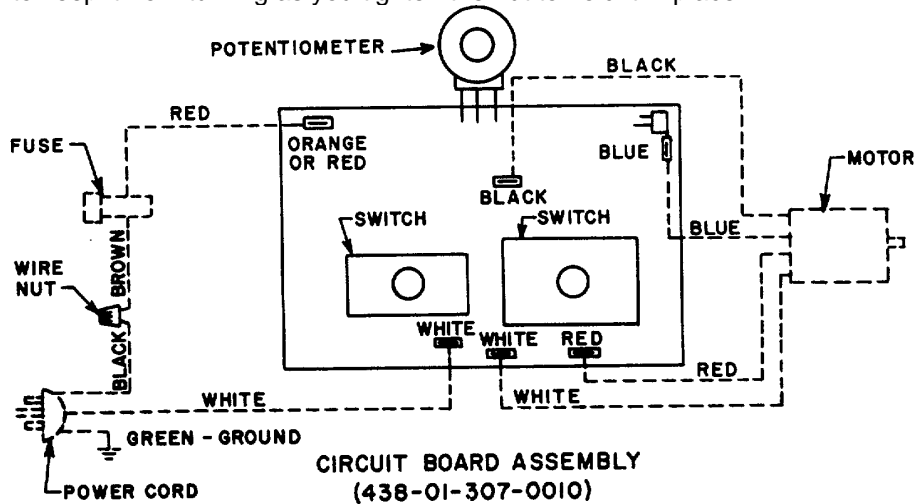 POTENTIOMETER
BLACK
RED
FUSE
ORANGE
OR RED
BLUE
MOTOR
BLACK
SWITCH
SWITCH
BLUE
BROWN
WIRE
NUT
WHITE
WHITE
RED
BLACK
RED
WHITE
WHITE
GREEN - GROUND
CIRCUIT BOARD ASSEMBLY
POWER CORD
(438-01-307-0010)